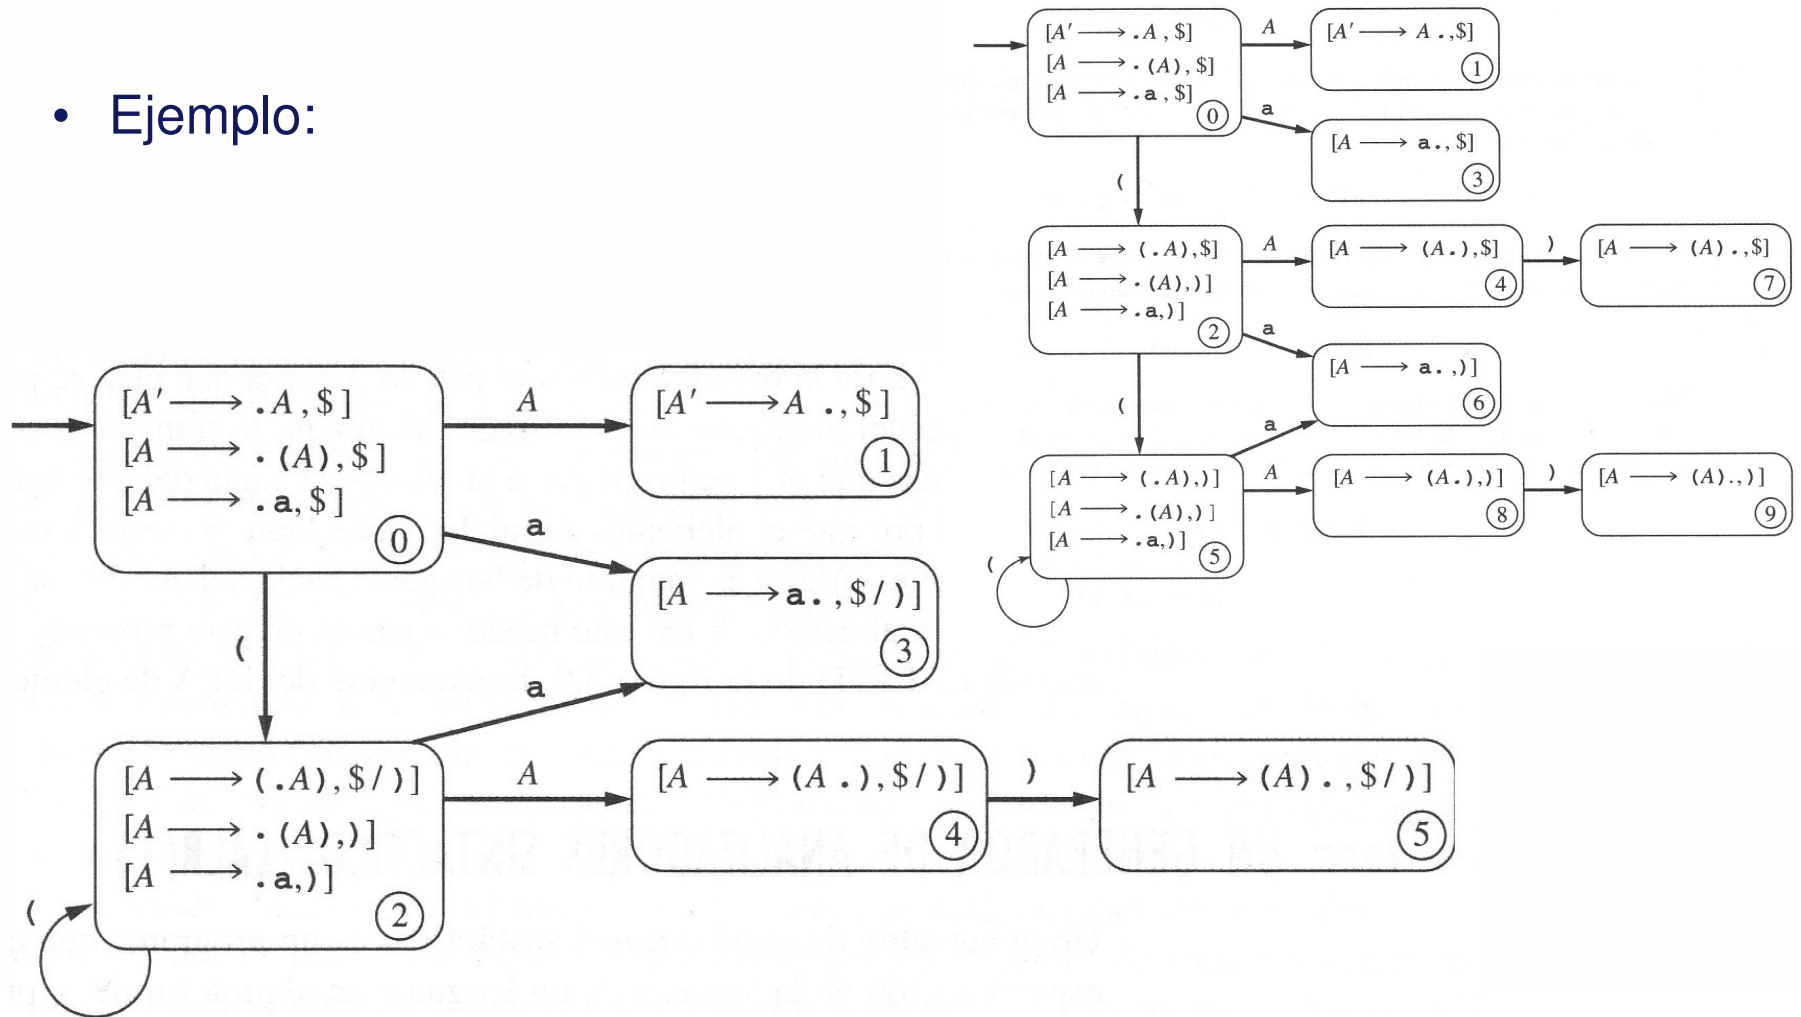 • Ejemplo:
[A' ⟶ .A,$]
[A ⟶ .(A),$]
[A ⟶ .a,$]
0
A
[A' ⟶ A.,$]
1
a
[A ⟶ a.,$]
3
(
[A ⟶ (.A),$]
[A ⟶ .(A),)]
[A ⟶ .a,)]
2
A
[A ⟶ (A.),$]
4
)
[A ⟶ (A).,$]
7
a
[A ⟶ a.,)]
6
(
a
[A ⟶ (.A),)]
[A ⟶ .(A),)]
[A ⟶ .a,)]
5
A
[A ⟶ (A.),)]
8
)
[A ⟶ (A).,)]
9
(
[A' ⟶ .A,$]
[A ⟶ .(A),$]
[A ⟶ .a,$]
0
A
[A' ⟶ A.,$]
1
a
[A ⟶ a.,$/)]
3
(
a
[A ⟶ (.A),$/)]
[A ⟶ .(A),)]
[A ⟶ .a,)]
2
A
[A ⟶ (A.),$/)]
4
)
[A ⟶ (A).,$/)]
5
(